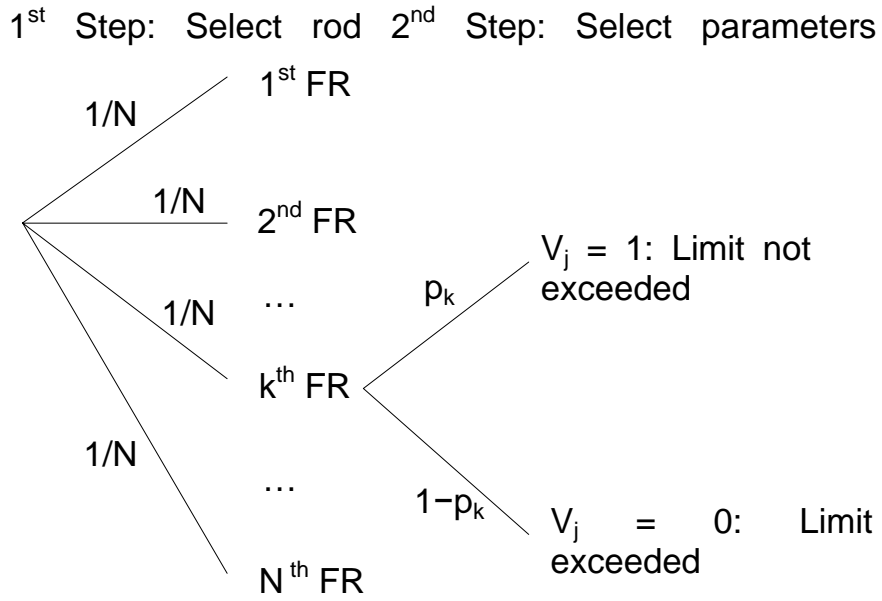 1st Step: Select rod 2nd Step: Select parameters
1st FR
1/N
1/N
2nd FR
Vj = 1: Limit not
exceeded
pk
…
1/N
kth FR
1/N
…
1−pk
Vj = 0: Limit
exceeded
Nth FR